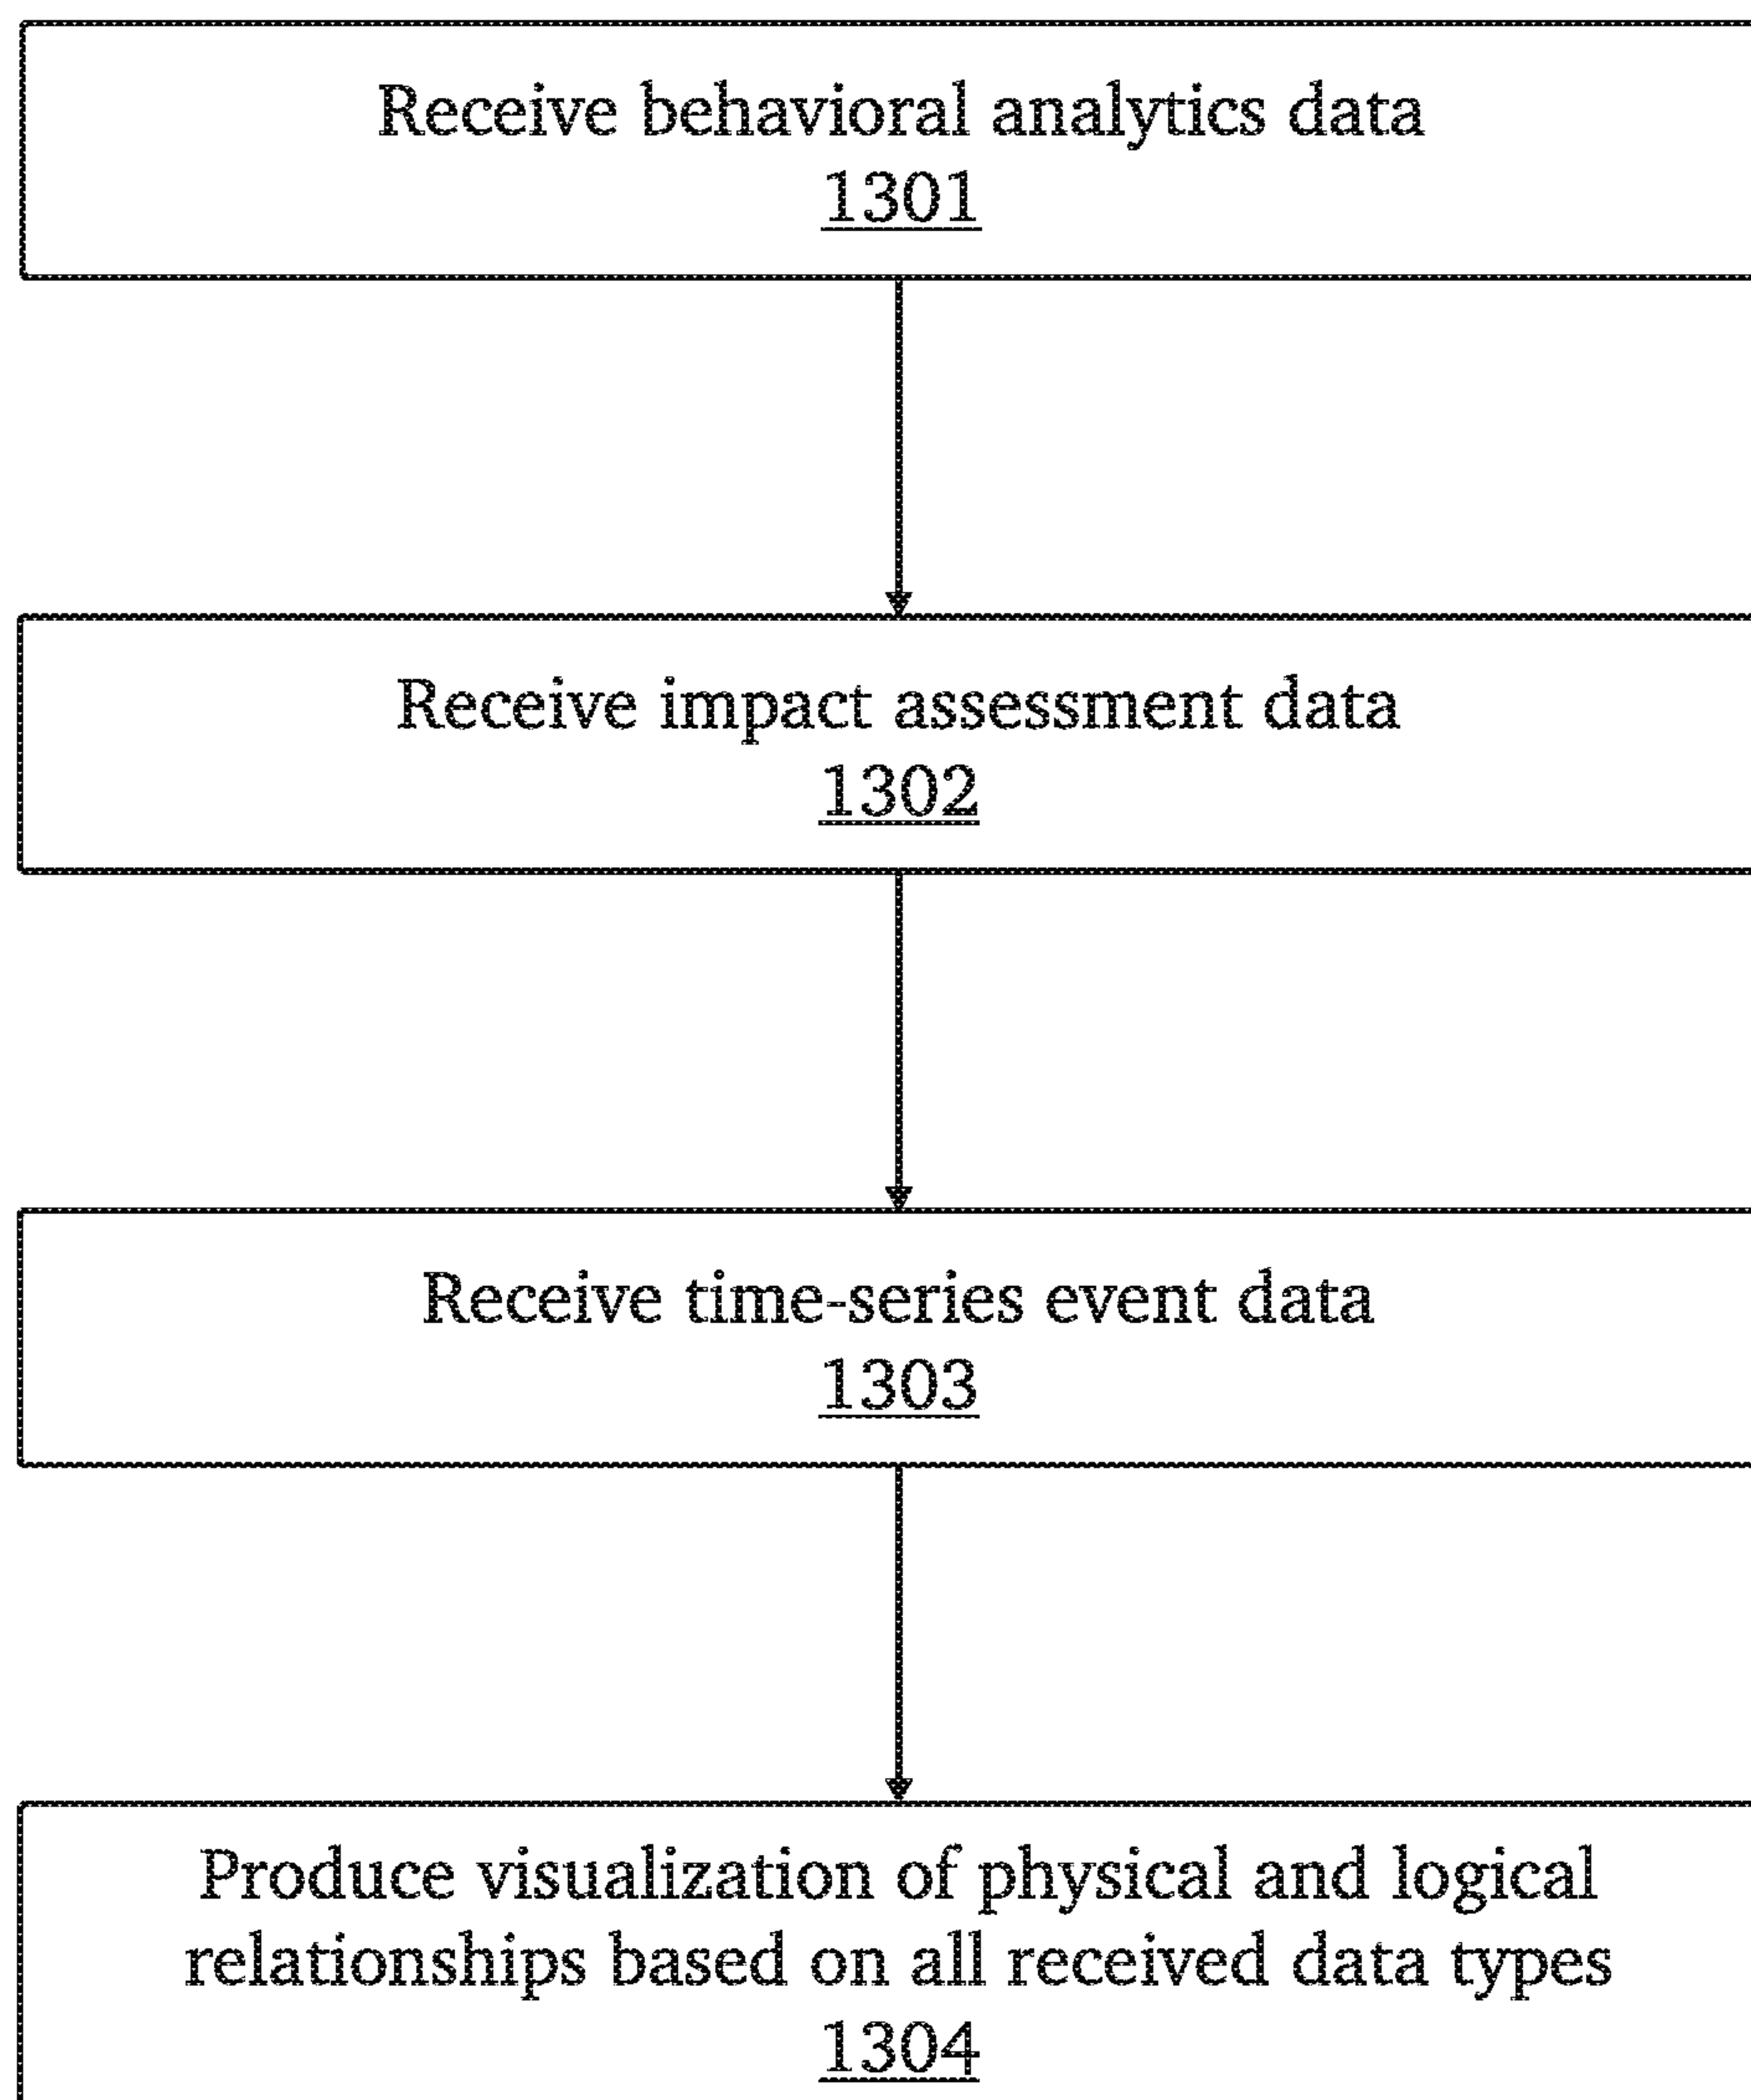 Receive behavioral analytics data
1301
Receive impact assessment data
1302
Receive time-series event data
1303
Produce visualization of physical and logical
relationships based on all received data types
1304